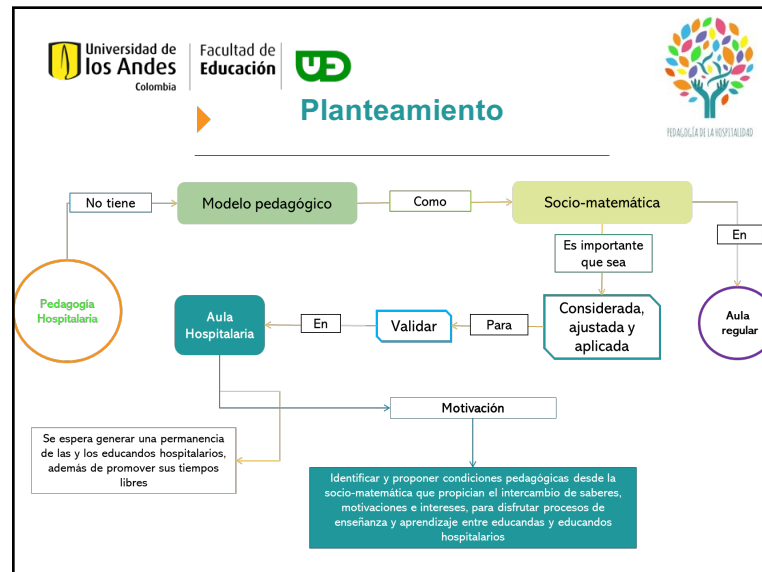 Universidad de
los Andes
Colombia
Facultad de
Educación
Planteamiento
PEDAGOGÍA DE LA HOSPITALIDAD
No tiene
Modelo pedagógico
Como
Socio-matemática
En
Es importante
que sea
Pedagogía
Hospitalaria
Aula
Hospitalaria
En
Validar
Para
Considerada,
ajustada y
aplicada
Aula
regular
Motivación
Se espera generar una permanencia
de las y los educandos hospitalarios,
además de promover sus tiempos
libres
Identificar y proponer condiciones pedagógicas desde la
socio-matemática que propician el intercambio de saberes,
motivaciones e intereses, para disfrutar procesos de
enseñanza y aprendizaje entre educandas y educandos
hospitalarios